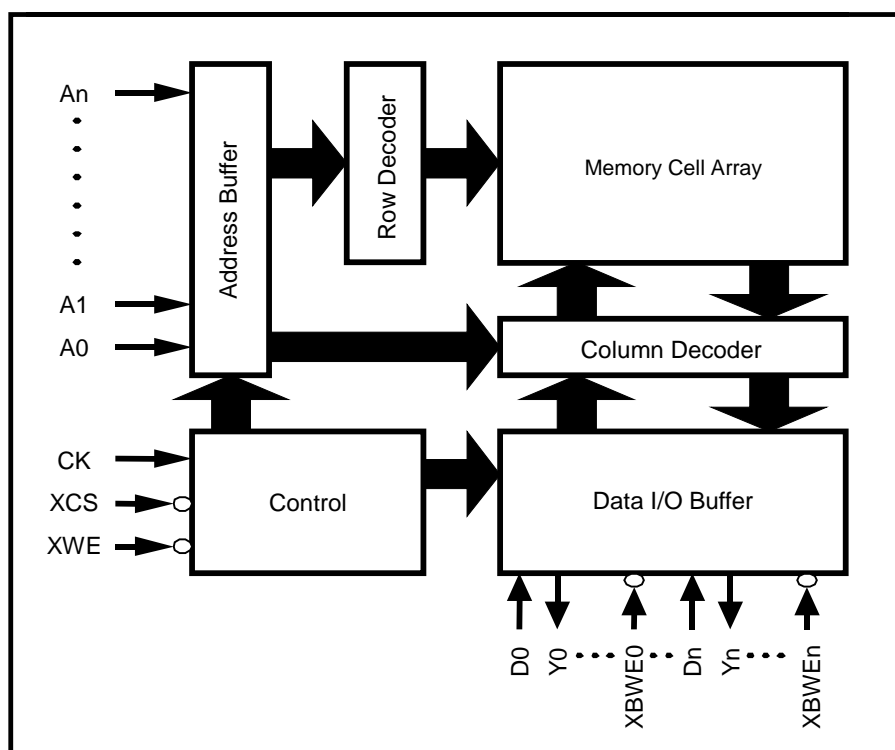 An
Address Buffer
Row Decoder
Memory Cell Array
A1
A0
Column Decoder
CK
XCS
XWE
Control
Data I/O Buffer
D0
Y0
XBWE0
Dn
Yn
XBWEn